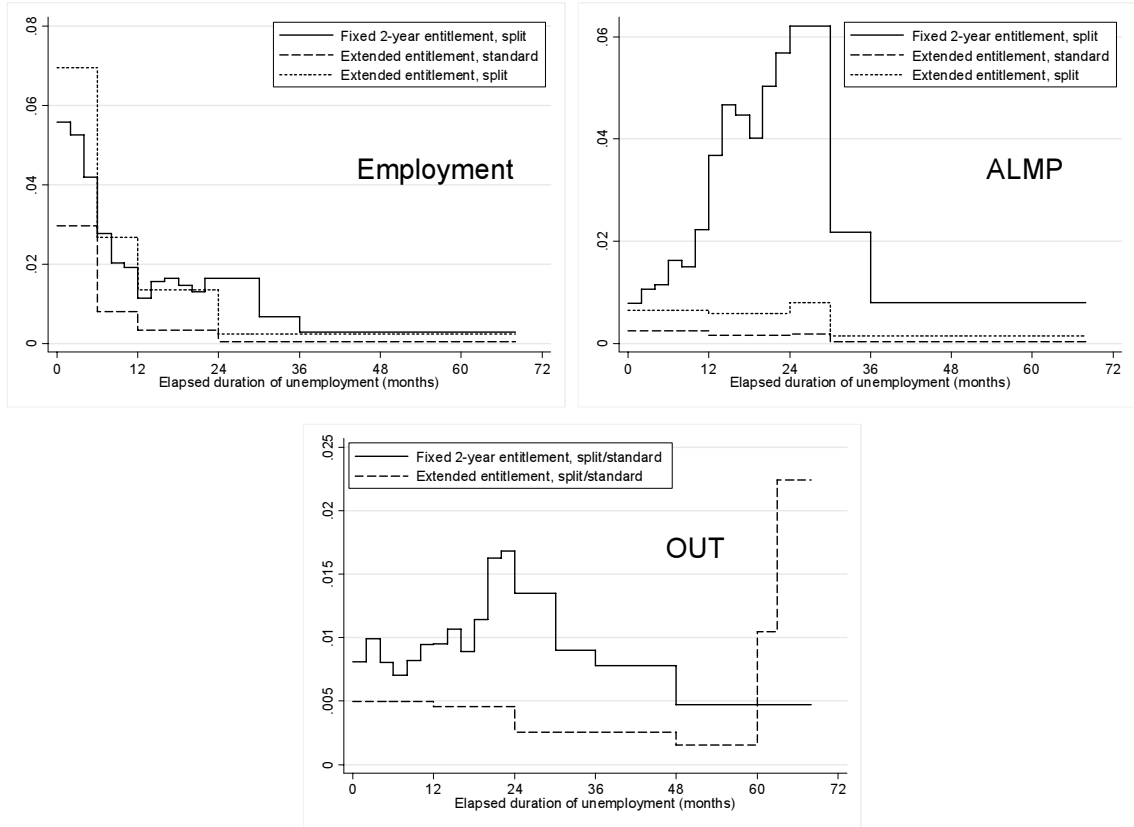 .08
.06
.04
.02
0
Fixed 2-year entitlement, split
Extended entitlement, standard
Extended entitlement, split
Employment
0 12 24 36 48 60 72
Elapsed duration of unemployment (months)
.06
.04
.02
0
Fixed 2-year entitlement, split
Extended entitlement, standard
Extended entitlement, split
ALMP
0 12 24 36 48 60 72
Elapsed duration of unemployment (months)
.025
.02
.015
.01
.005
0
Fixed 2-year entitlement, split/standard
Extended entitlement, split/standard
OUT
0 12 24 36 48 60 72
Elapsed duration of unemployment (months)